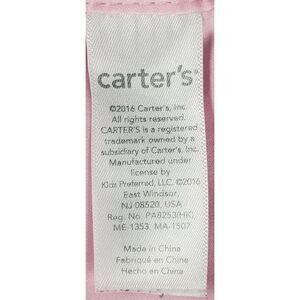 carter's®
©2016 Carter's, Inc.
All rights reserved.
CARTER'S is a registered
trademark owned by a
subsidiary of Carter's, Inc.
Manufactured under
license by
Kids Preferred, LLC. ©2016
East Windsor,
NJ 08520, USA
Reg. No. PA8253(HK),
ME-1353, MA-1507
Made in China
Fabriqué en Chine
Hecho en China